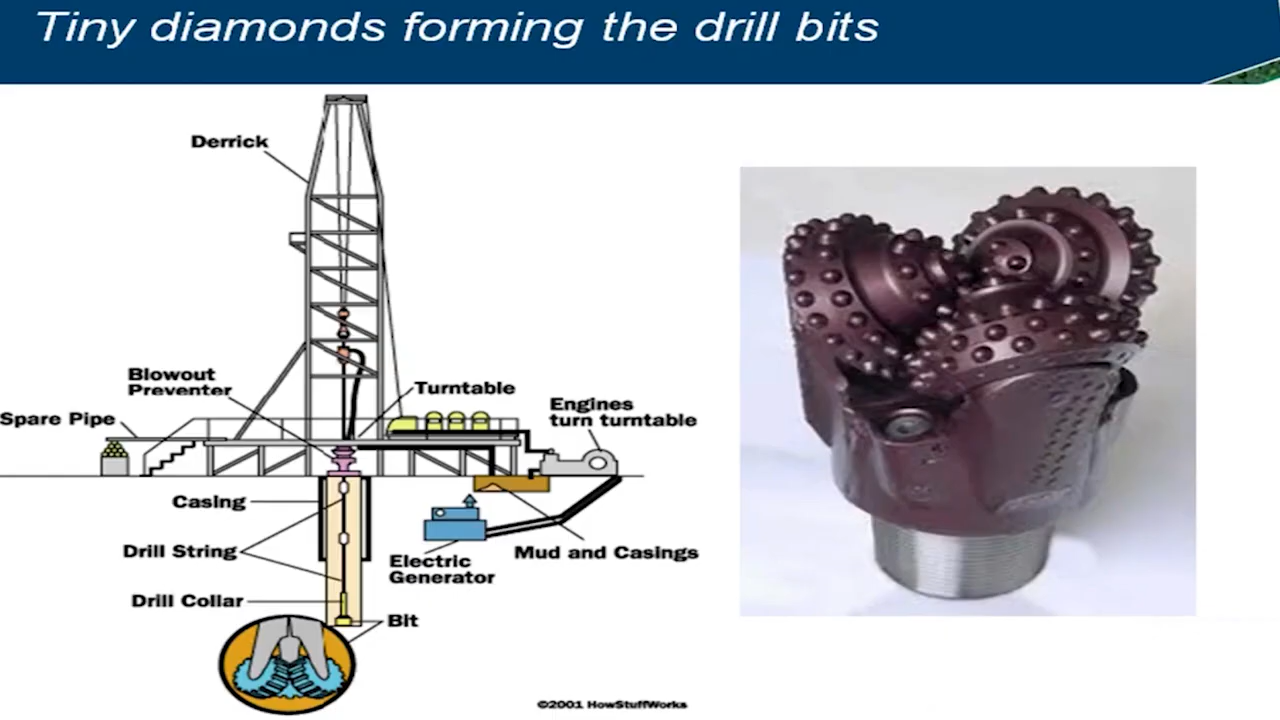 Tiny diamonds forming the drill bits
Derrick
Blowout
Preventer
Turntable
Spare Pipe
Engines
turn turntable
Casing
Drill String
Electric
Generator
Mud and Casings
Drill Collar
Bit
©2001 HowStuffWorks